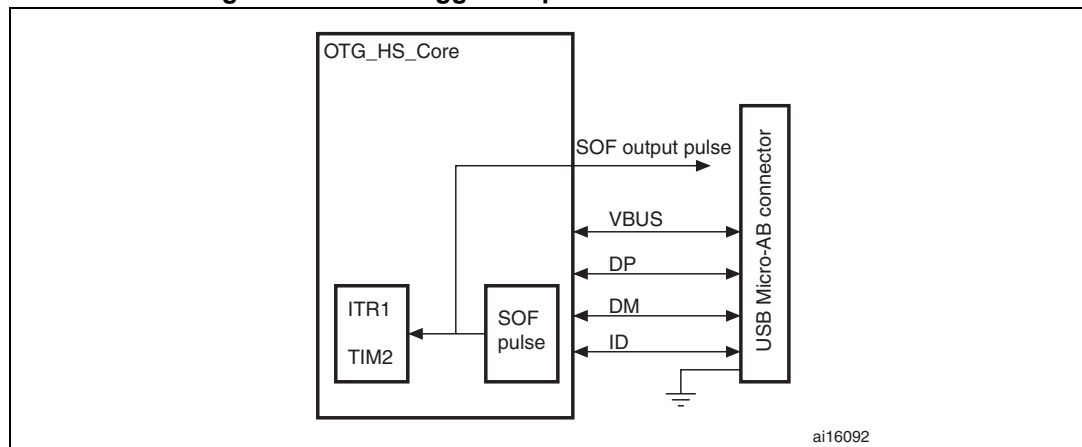 OTG_HS_Core
SOF output pulse
VBUS
DP
DM
ID
ITR1
TIM2
SOF
pulse
USB Micro-AB connector
ai16092